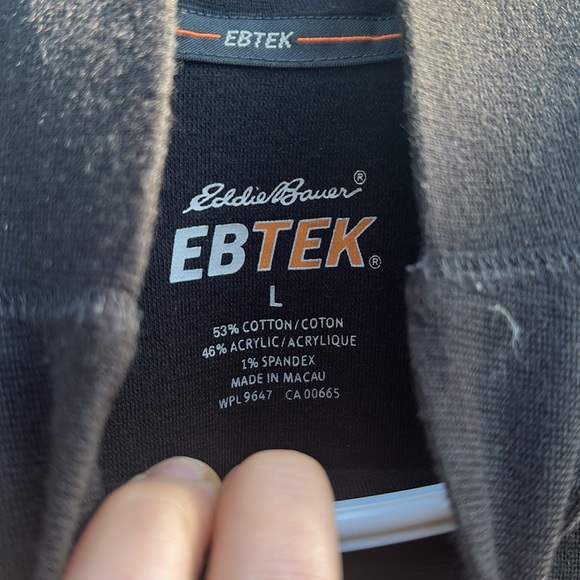 EBTEK
Eddie Bauer®
EBTEK®
L
53% COTTON/COTON
46% ACRYLIC/ACRYLIQUE
1% SPANDEX
MADE IN MACAU
WPL 9647 CA 00665